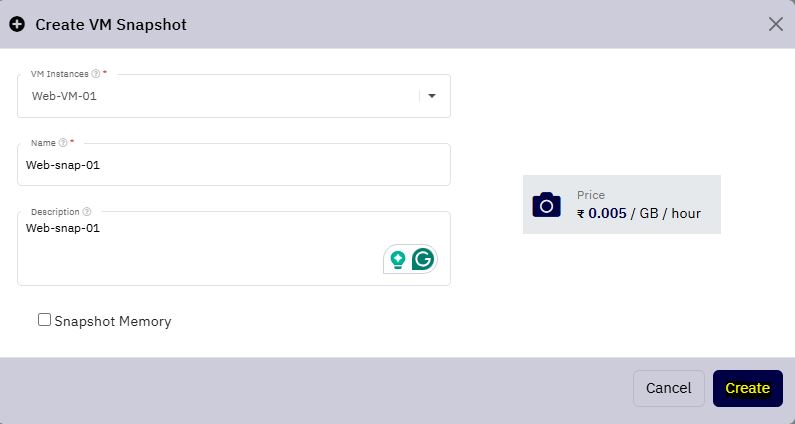 Create VM Snapshot
VM Instances *
Web-VM-01
Name *
Web-snap-01
Description
Web-snap-01
Snapshot Memory
Price
₹ 0.005 / GB / hour
Cancel
Create